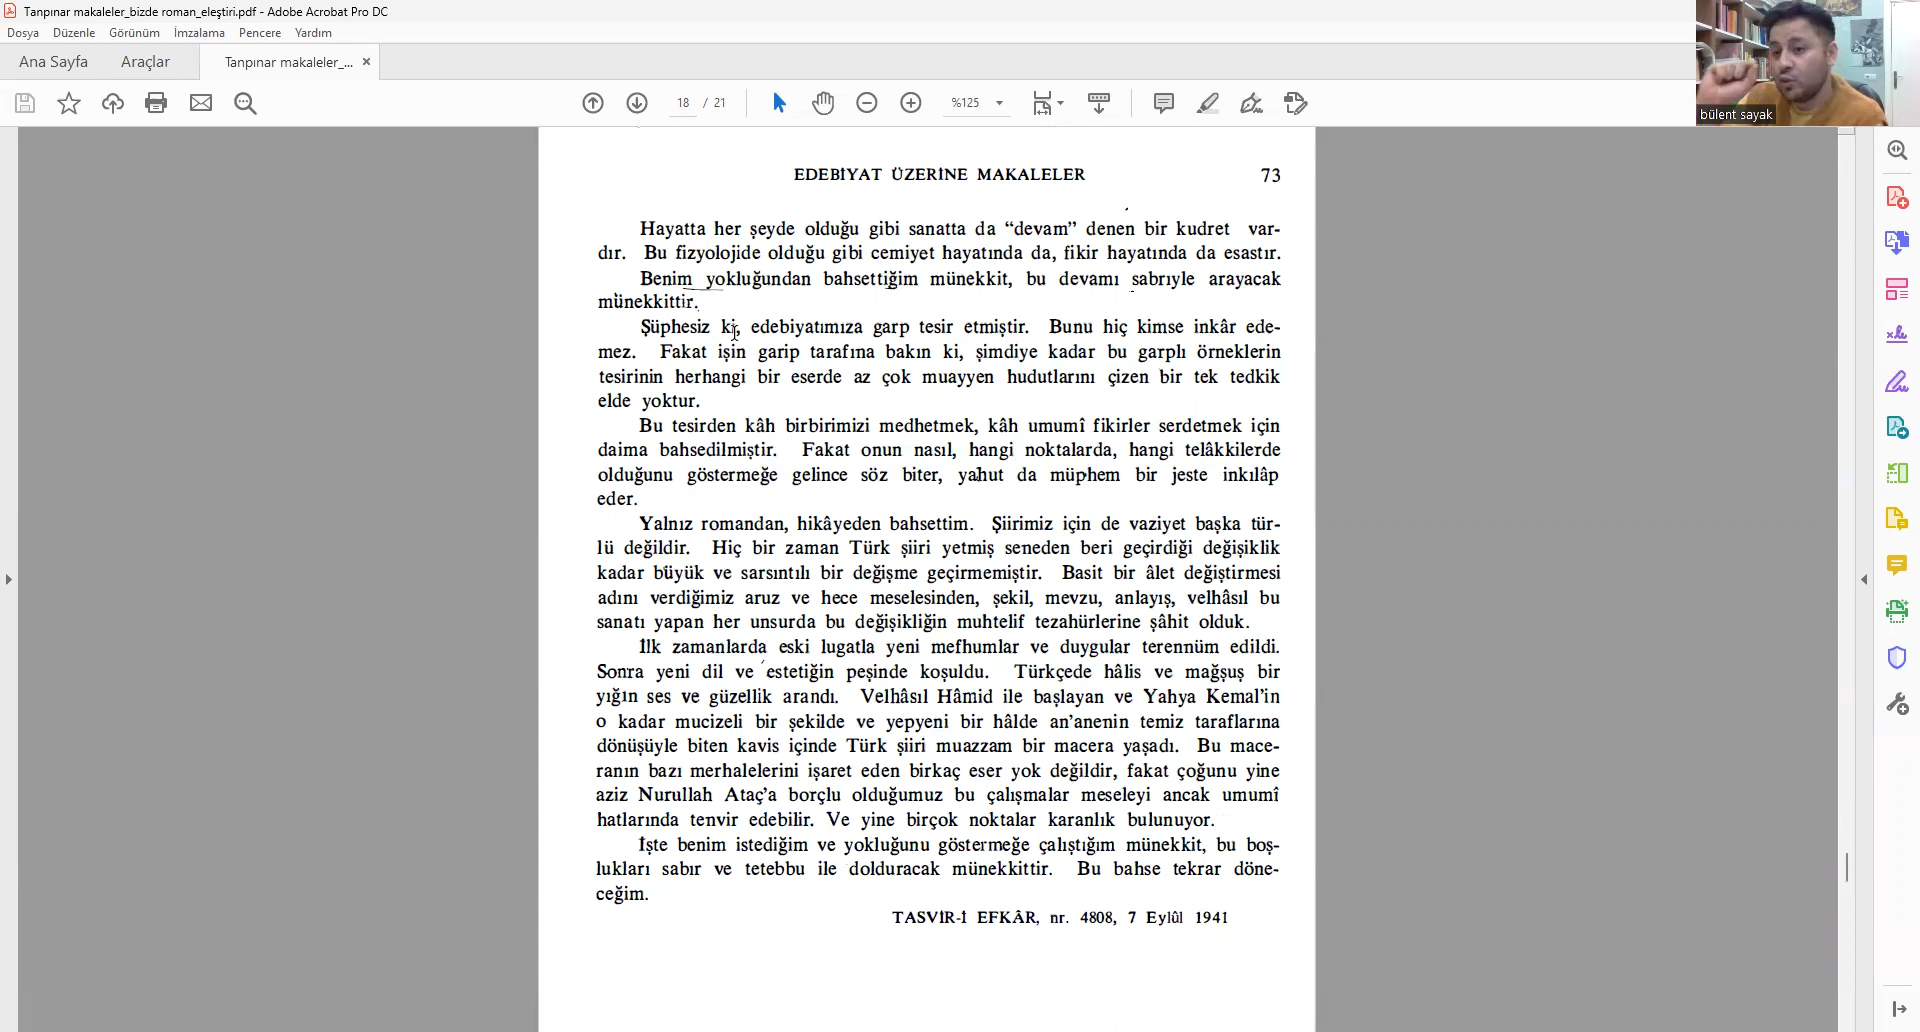 Tanpınar makaleler_bizde roman_eleştiri.pdf - Adobe Acrobat Pro DC
Dosya Düzenle Görünüm İmzalama Pencere Yardım
Ana Sayfa Araçlar Tanpınar makaleler_... ×
18 / 21 %125
bülent sayak
EDEBİYAT ÜZERİNE MAKALELER 73
Hayatta her şeyde olduğu gibi sanatta da “devam” denen bir kudret var-
dır. Bu fizyolojide olduğu gibi cemiyet hayatında da, fikir hayatında da esastır.
Benim yokluğundan bahsettiğim münekkit, bu devamı sabrıyle arayacak
münekkittir.
Şüphesiz ki, edebiyatımıza garp tesir etmiştir. Bunu hiç kimse inkâr ede-
mez. Fakat işin garip tarafına bakın ki, şimdiye kadar bu garplı örneklerin
tesirinin herhangi bir eserde az çok muayyen hudutlarını çizen bir tek tedkik
elde yoktur.
Bu tesirden kâh birbirimizi medhetmek, kâh umumî fikirler serdetmek için
daima bahsedilmiştir. Fakat onun nasıl, hangi noktalarda, hangi telâkkilerde
olduğunu göstermeğe gelince söz biter, yahut da müphem bir jeste inkılâp
eder.
Yalnız romandan, hikâyeden bahsettim. Şiirimiz için de vaziyet başka tür-
lü değildir. Hiç bir zaman Türk şiiri yetmiş seneden beri geçirdiği değişiklik
kadar büyük ve sarsıntılı bir değişme geçirmemiştir. Basit bir âlet değiştirmesi
adını verdiğimiz aruz ve hece meselesinden, şekil, mevzu, anlayış, velhâsıl bu
sanatı yapan her unsurda bu değişikliğin muhtelif tezahürlerine şâhit olduk.
İlk zamanlarda eski lugatla yeni mefhumlar ve duygular terennüm edildi.
Sonra yeni dil ve estetiğin peşinde koşuldu. Türkçede hâlis ve mağşuş bir
yığın ses ve güzellik arandı. Velhâsıl Hâmid ile başlayan ve Yahya Kemal'in
o kadar mucizeli bir şekilde ve yepyeni bir hâlde an'anenin temiz taraflarına
dönüşüyle biten kavis içinde Türk şiiri muazzam bir macera yaşadı. Bu mace-
ranın bazı merhalelerini işaret eden birkaç eser yok değildir, fakat çoğunu yine
aziz Nurullah Ataç'a borçlu olduğumuz bu çalışmalar meseleyi ancak umumî
hatlarında tenvir edebilir. Ve yine birçok noktalar karanlık bulunuyor.
İşte benim istediğim ve yokluğunu göstermeğe çalıştığım münekkit, bu boş-
lukları sabır ve tetebbu ile dolduracak münekkittir. Bu bahse tekrar döne-
ceğim.
TASVİR-İ EFKÂR, nr. 4808, 7 Eylûl 1941